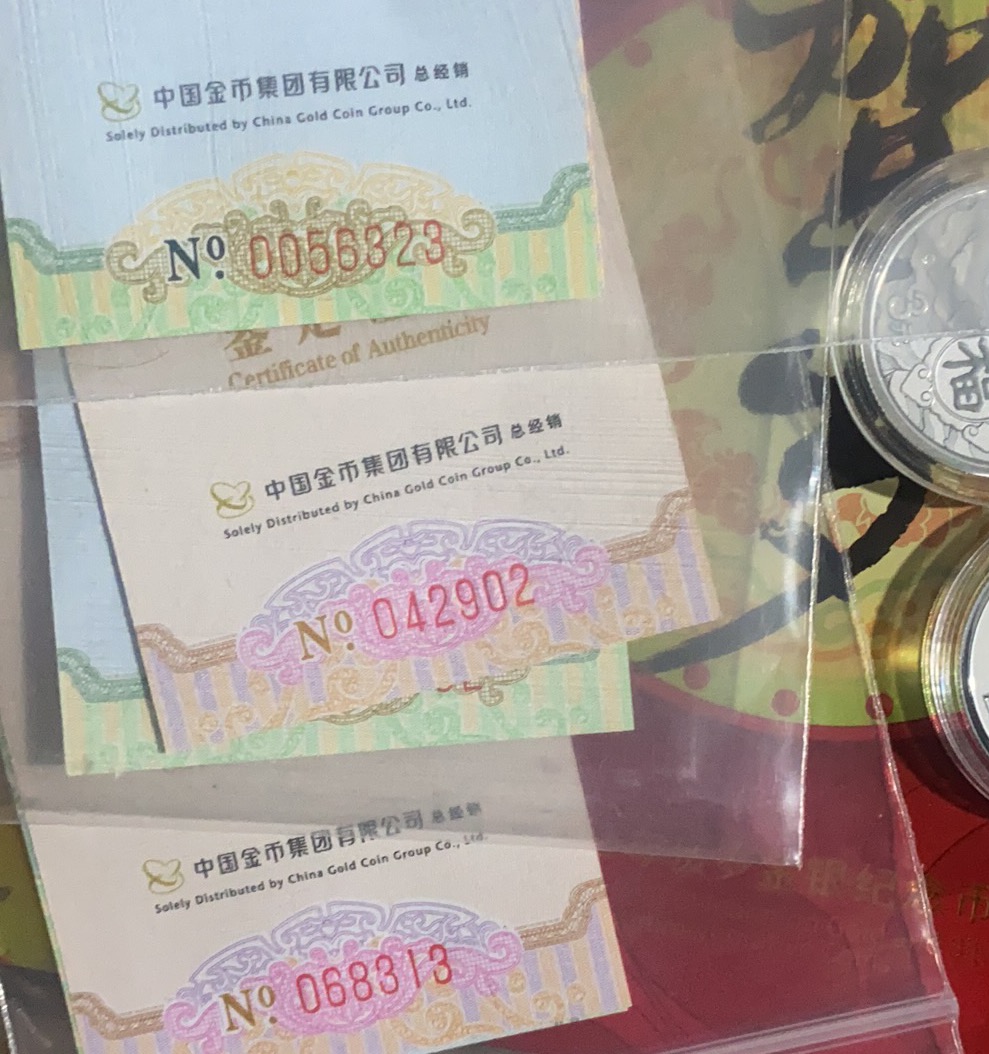 中国金币集团有限公司 总经销
Solely Distributed by China Gold Coin Group Co., Ltd.
Nº 0056323
Certificate of Authenticity
中国金币集团有限公司 总经销
Solely Distributed by China Gold Coin Group Co., Ltd.
Nº 042902
中国金币集团有限公司 总经销
Solely Distributed by China Gold Coin Group Co., Ltd.
Nº 068313
贺
福
3元